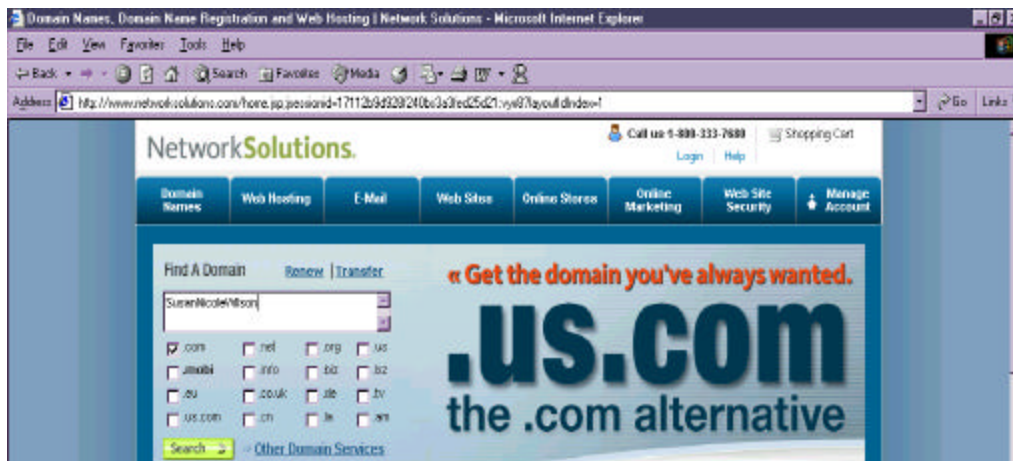 Domain Names, Domain Name Registration and Web Hosting | Network Solutions - Microsoft Internet Explorer
File Edit View Favorites Tools Help
Back Search Favorites Media
Address Go Links
NetworkSolutions.
Call us 1-800-333-7680 Shopping Cart
Login Help
Domain Names Web Hosting E-Mail Web Sites Online Stores Online Marketing Web Site Security Manage Account
Find A Domain Renew | Transfer
« Get the domain you've always wanted.
SusanNicoleWilson
.us.com
the .com alternative
.com .net .org .us
.mobi .info .biz .bz
.eu .co.uk .de .tv
.us.com .cn .am
Search Other Domain Services